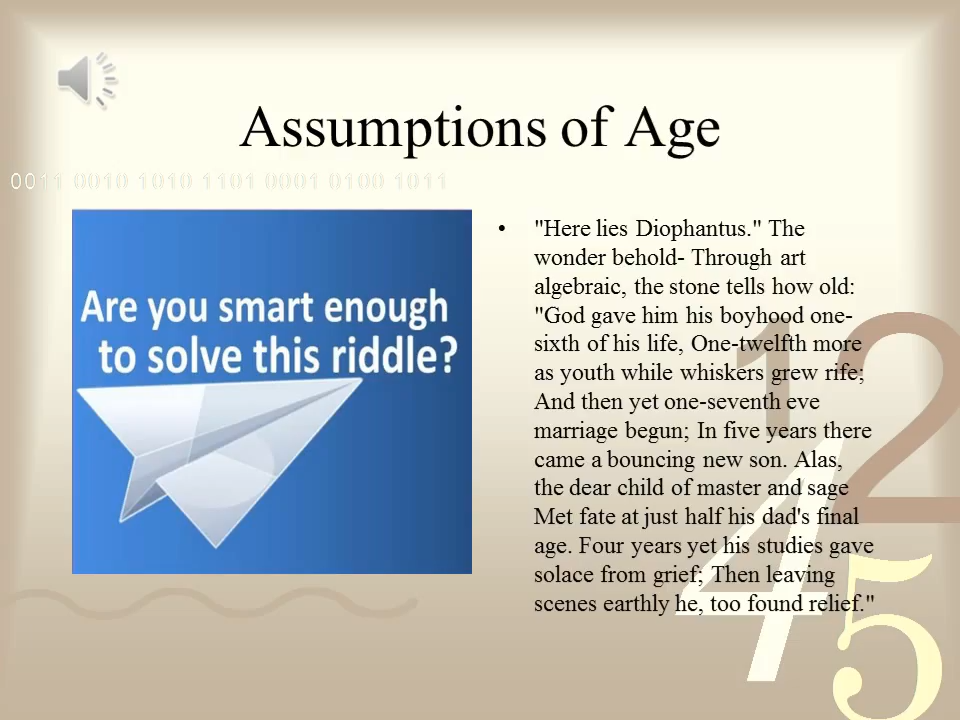 Assumptions of Age
0011 0010 1010 1101 0001 0100 1011
Are you smart enough
to solve this riddle?
• "Here lies Diophantus." The
wonder behold- Through art
algebraic, the stone tells how old:
"God gave him his boyhood one-
sixth of his life, One-twelfth more
as youth while whiskers grew rife;
And then yet one-seventh eve
marriage begun; In five years there
came a bouncing new son. Alas,
the dear child of master and sage
Met fate at just half his dad's final
age. Four years yet his studies gave
solace from grief; Then leaving
scenes earthly he, too found relief."
1
2
4
5